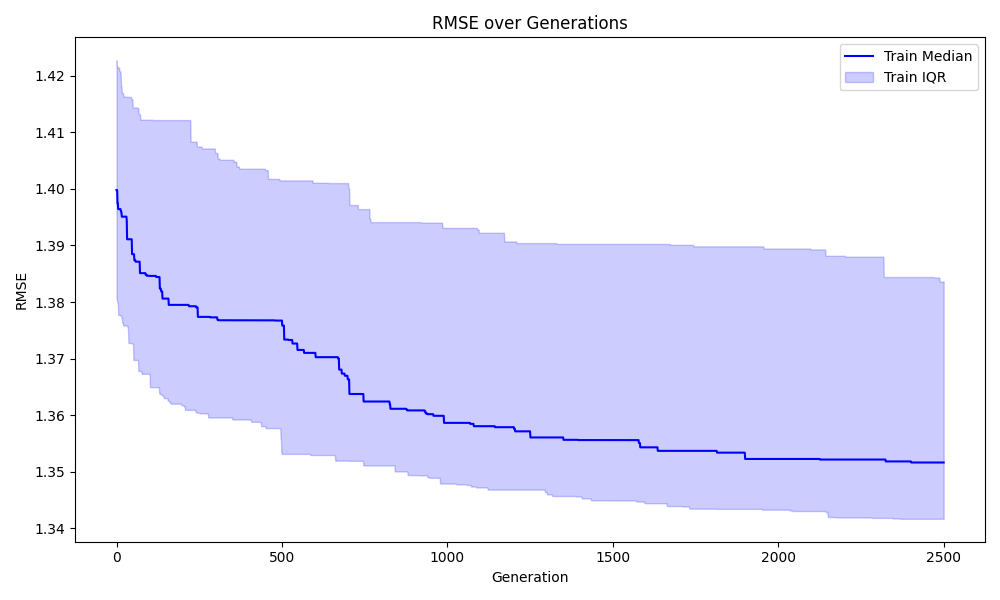 RMSE over Generations
Train Median
Train IQR
RMSE
1.42
1.41
1.40
1.39
1.38
1.37
1.36
1.35
1.34
0 500 1000 1500 2000 2500
Generation